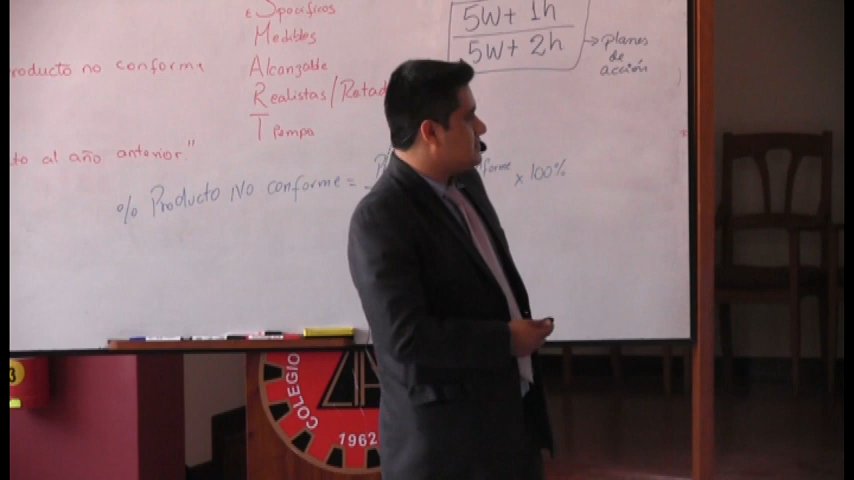 eSpecíficos
Medibles
Alcanzable
Realistas/Retad
Tiempo
roducto no conforme
to al año anterior"
% Producto No conforme =
forme x 100%
5W+ 1h
5W+ 2h → planes
de
acción
COLEGIO
1962
3